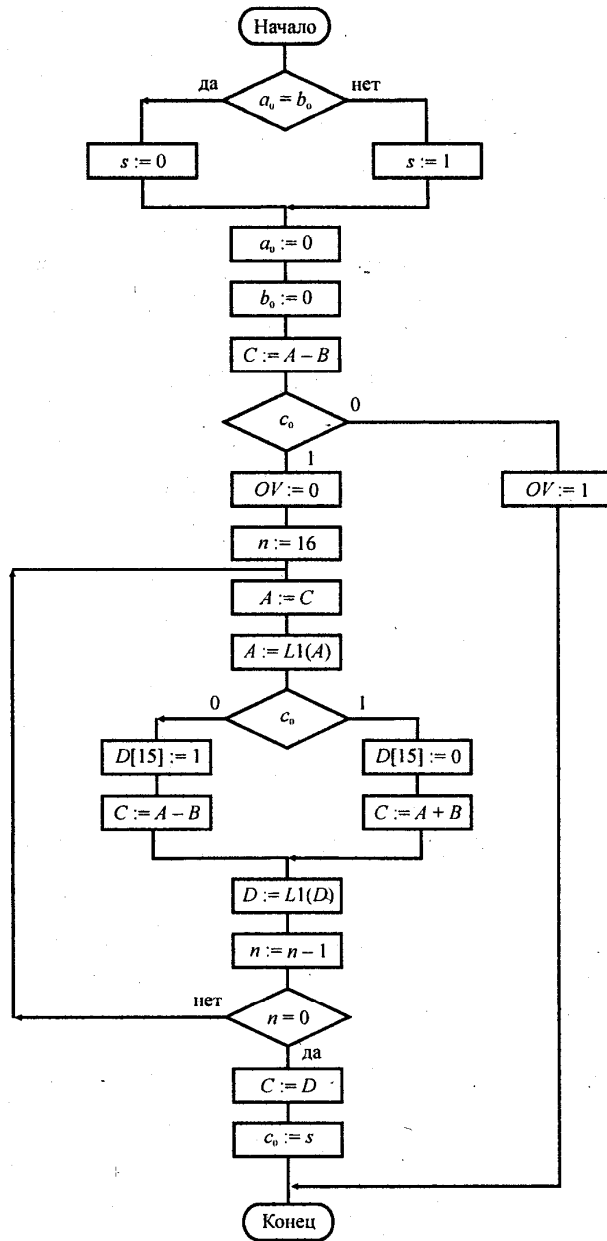 Начало
да
нет
a₀ = b₀
s := 0
s := 1
a₀ := 0
b₀ := 0
C := A – B
c₀
0
1
OV := 0
OV := 1
n := 16
A := C
A := L1(A)
0
1
c₀
D[15] := 1
D[15] := 0
C := A – B
C := A + B
D := L1(D)
n := n – 1
нет
n = 0
да
C := D
c₀ := s
Конец